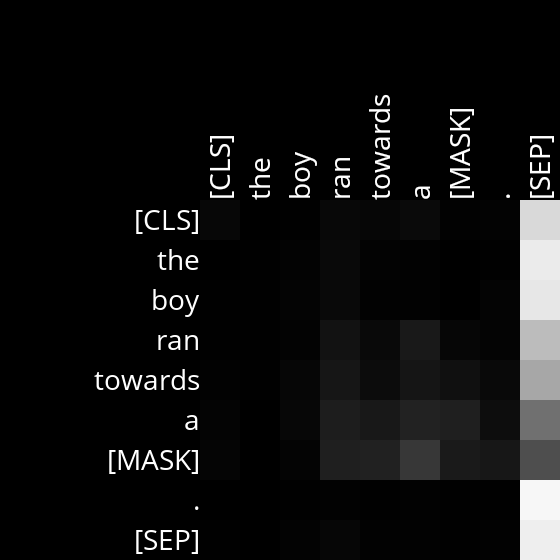 [CLS] the boy ran towards a [MASK] . [SEP]
[CLS]
the
boy
ran
towards
a
[MASK]
.
[SEP]